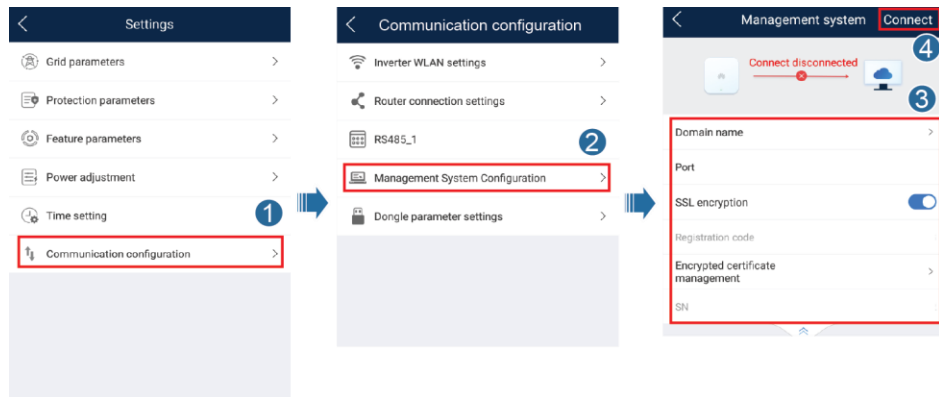 Settings
Grid parameters
Protection parameters
Feature parameters
Power adjustment
Time setting
1
Communication configuration
Communication configuration
Inverter WLAN settings
Router connection settings
RS485_1
2
Management System Configuration
Dongle parameter settings
Management system
Connect
4
Connect disconnected
3
Domain name
Port
SSL encryption
Registration code
Encrypted certificate
management
SN